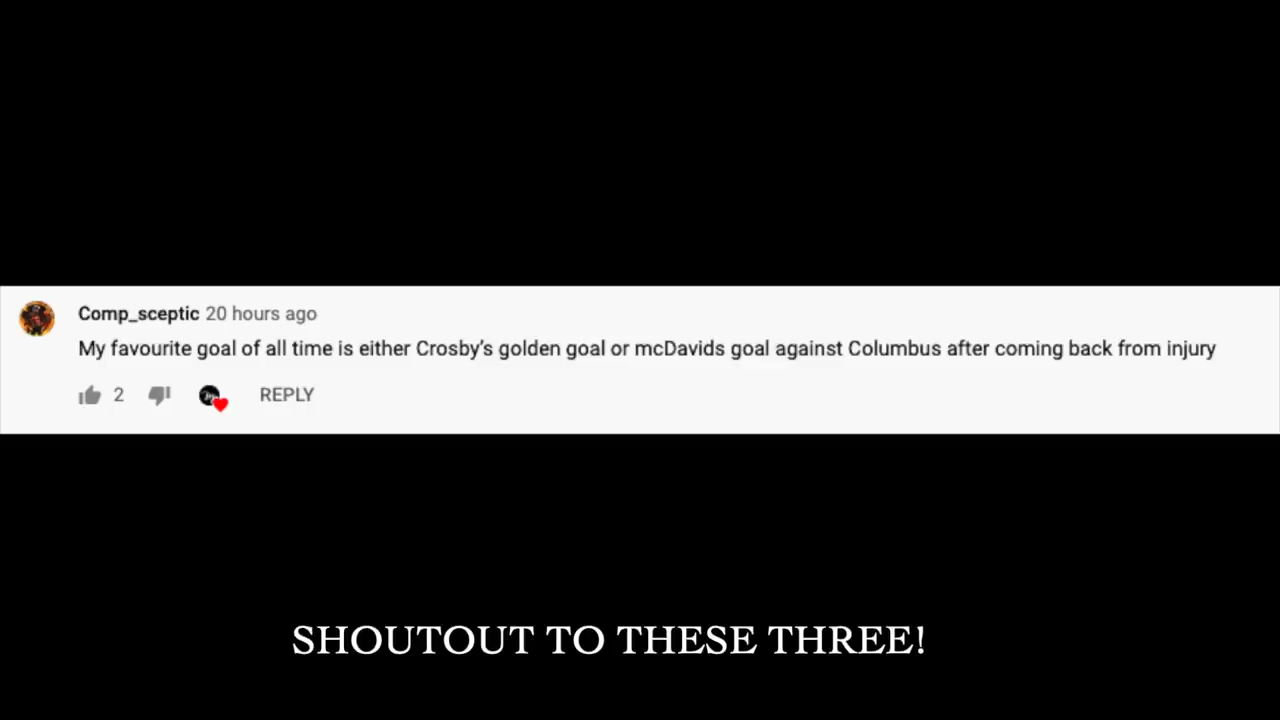 Comp_sceptic 20 hours ago
My favourite goal of all time is either Crosby's golden goal or mcDavids goal against Columbus after coming back from injury
2 REPLY
SHOUTOUT TO THESE THREE!